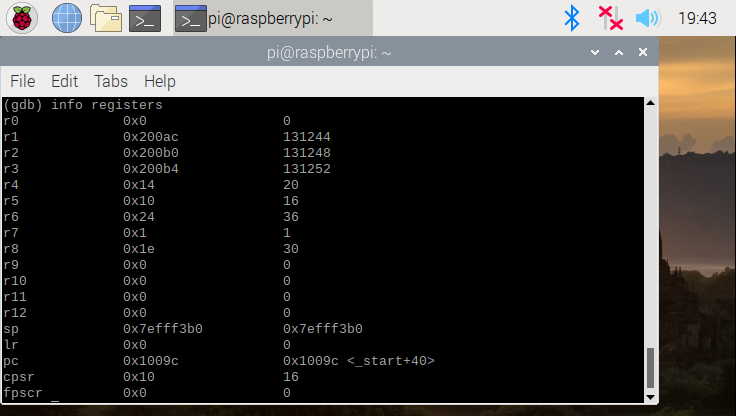 pi@raspberrypi: ~
19:43
pi@raspberrypi: ~
File Edit Tabs Help
(gdb) info registers
r0 0x0 0
r1 0x200ac 131244
r2 0x200b0 131248
r3 0x200b4 131252
r4 0x14 20
r5 0x10 16
r6 0x24 36
r7 0x1 1
r8 0x1e 30
r9 0x0 0
r10 0x0 0
r11 0x0 0
r12 0x0 0
sp 0x7efff3b0 0x7efff3b0
lr 0x0 0
pc 0x1009c 0x1009c <_start+40>
cpsr 0x10 16
fpscr _ 0x0 0